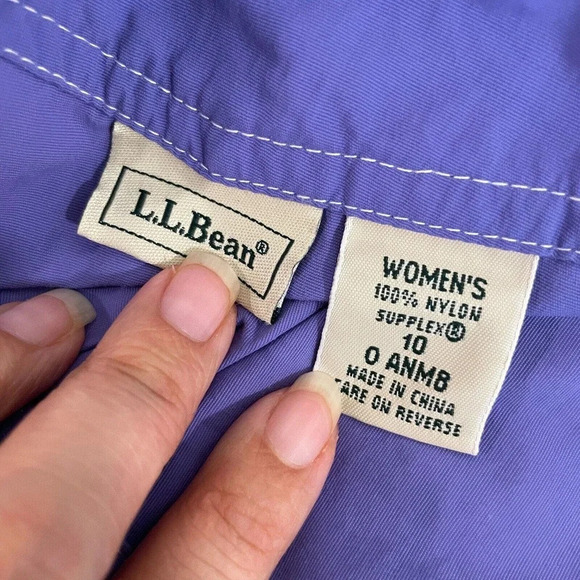 L.L.Bean®
WOMEN'S
100% NYLON
SUPPLEX®
10
0 ANM8
MADE IN CHINA
CARE ON REVERSE